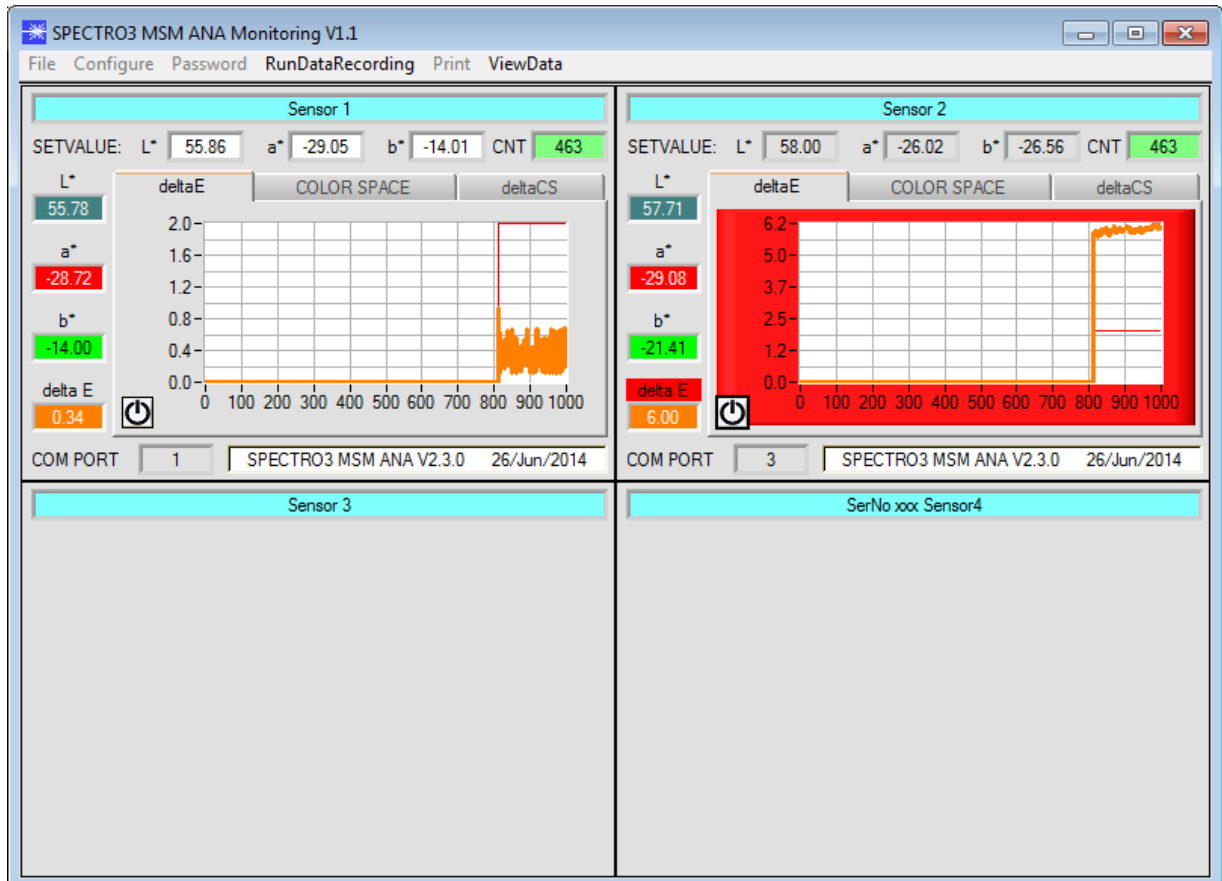 SPECTRO3 MSM ANA Monitoring V1.1
File Configure Password RunDataRecording Print ViewData
Sensor 1
SETVALUE: L* 55.86 a* -29.05 b* -14.01 CNT 463
L*
55.78
a*
-28.72
b*
-14.00
delta E
0.34
deltaE COLOR SPACE deltaCS
2.0
1.6
1.2
0.8
0.4
0.0
0 100 200 300 400 500 600 700 800 900 1000
COM PORT 1 SPECTRO3 MSM ANA V2.3.0 26/Jun/2014
Sensor 2
SETVALUE: L* 58.00 a* -26.02 b* -26.56 CNT 463
L*
57.71
a*
-29.08
b*
-21.41
delta E
6.00
deltaE COLOR SPACE deltaCS
6.2
5.0
3.7
2.5
1.2
0.0
0 100 200 300 400 500 600 700 800 900 1000
COM PORT 3 SPECTRO3 MSM ANA V2.3.0 26/Jun/2014
Sensor 3
SerNo xxx Sensor4